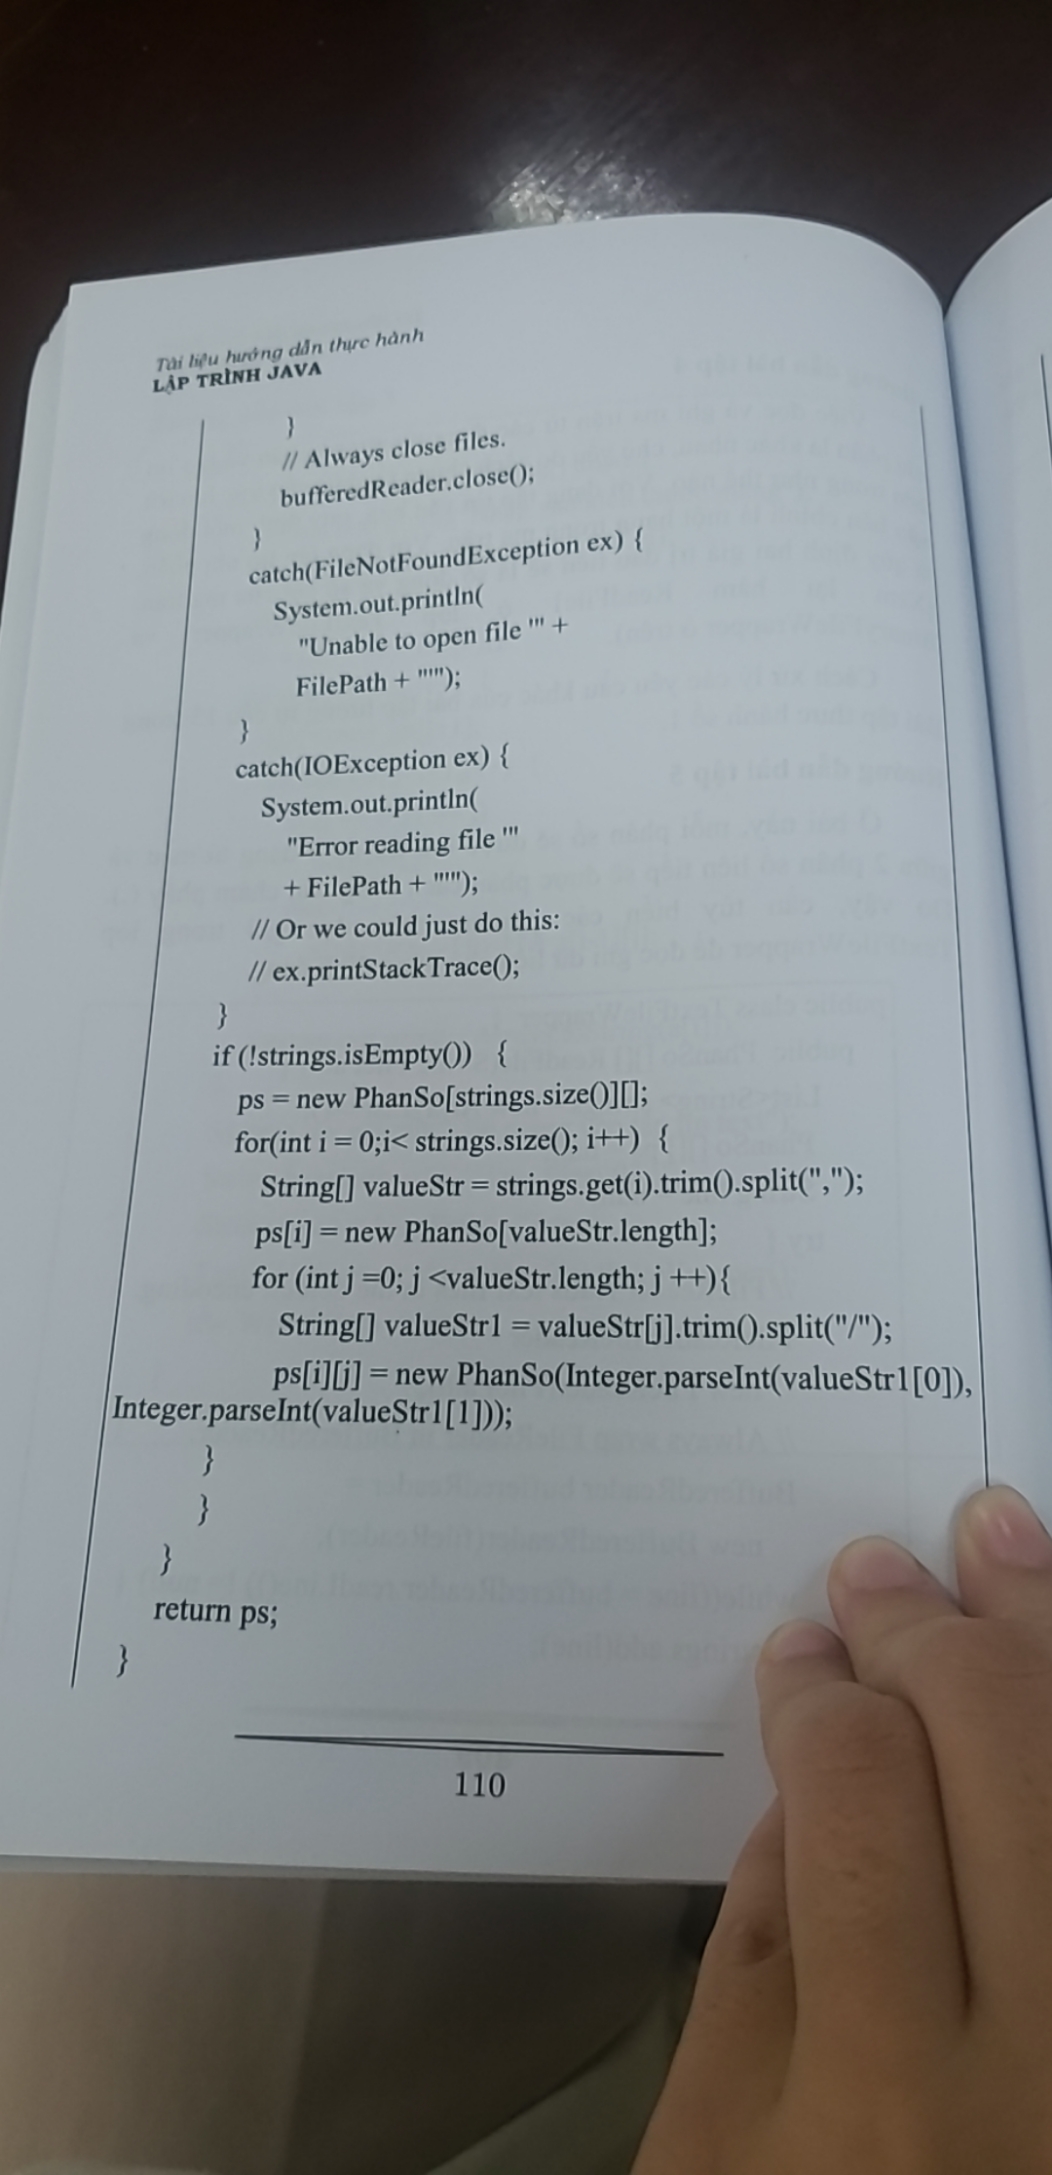 Tài liệu hướng dẫn thực hành
LẬP TRÌNH JAVA
}
// Always close files.
bufferedReader.close();
}
catch(FileNotFoundException ex) {
System.out.println(
"Unable to open file '" +
FilePath + "'");
}
catch(IOException ex) {
System.out.println(
"Error reading file '"
+ FilePath + "'");
// Or we could just do this:
// ex.printStackTrace();
}
if (!strings.isEmpty()) {
ps = new PhanSo[strings.size()][];
for(int i = 0;i< strings.size(); i++) {
String[] valueStr = strings.get(i).trim().split(",");
ps[i] = new PhanSo[valueStr.length];
for (int j =0; j <valueStr.length; j ++){
String[] valueStr1 = valueStr[j].trim().split("/");
ps[i][j] = new PhanSo(Integer.parseInt(valueStr1[0]),
Integer.parseInt(valueStr1[1]));
}
}
}
return ps;
}
110